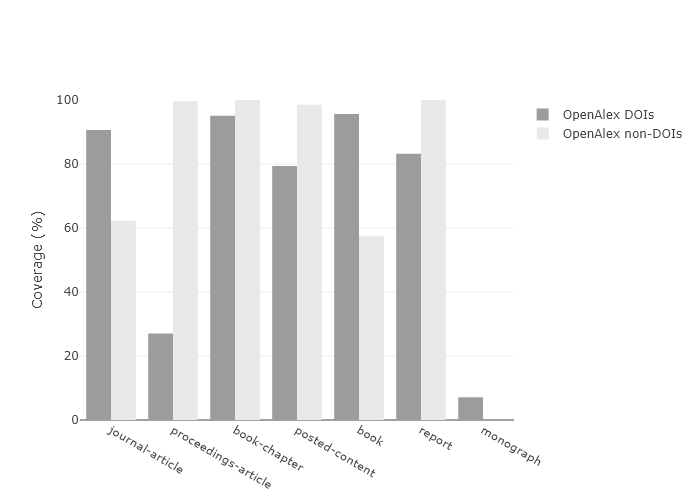 100
80
60
40
20
0
Coverage (%)
journal-article
proceedings-article
book-chapter
posted-content
book
report
monograph
OpenAlex DOIs
OpenAlex non-DOIs